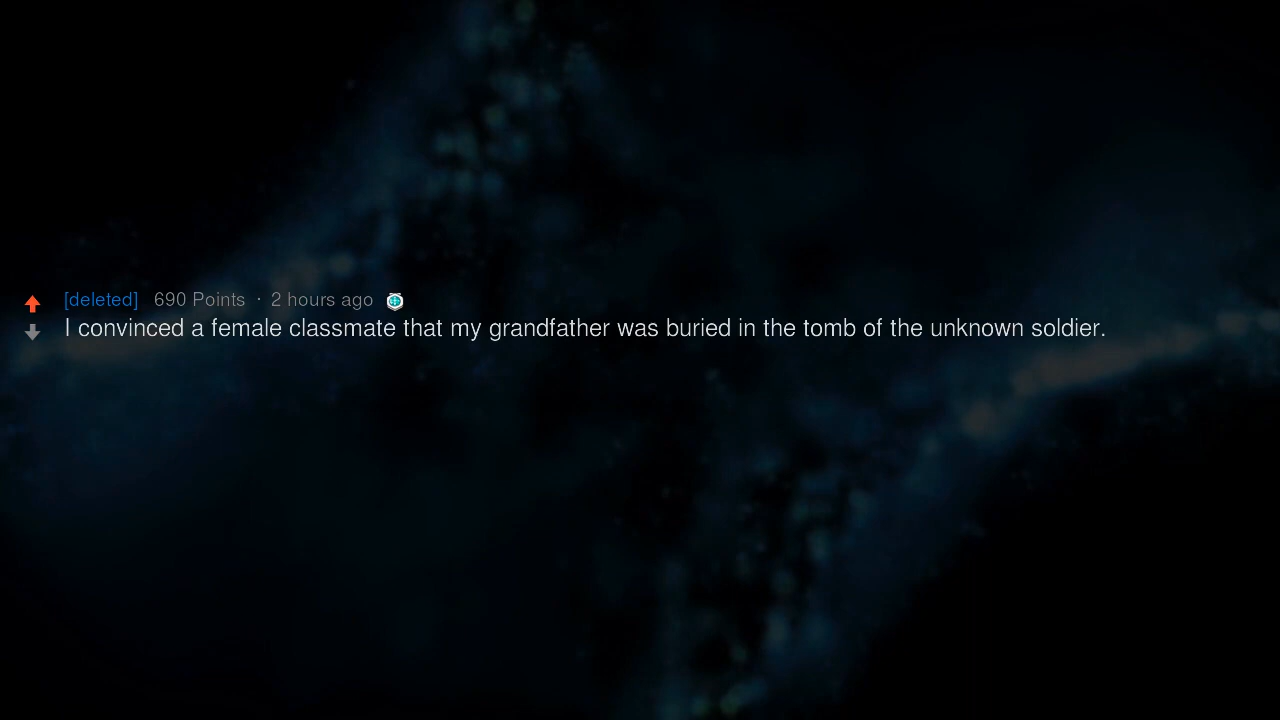 [deleted] 690 Points · 2 hours ago
I convinced a female classmate that my grandfather was buried in the tomb of the unknown soldier.